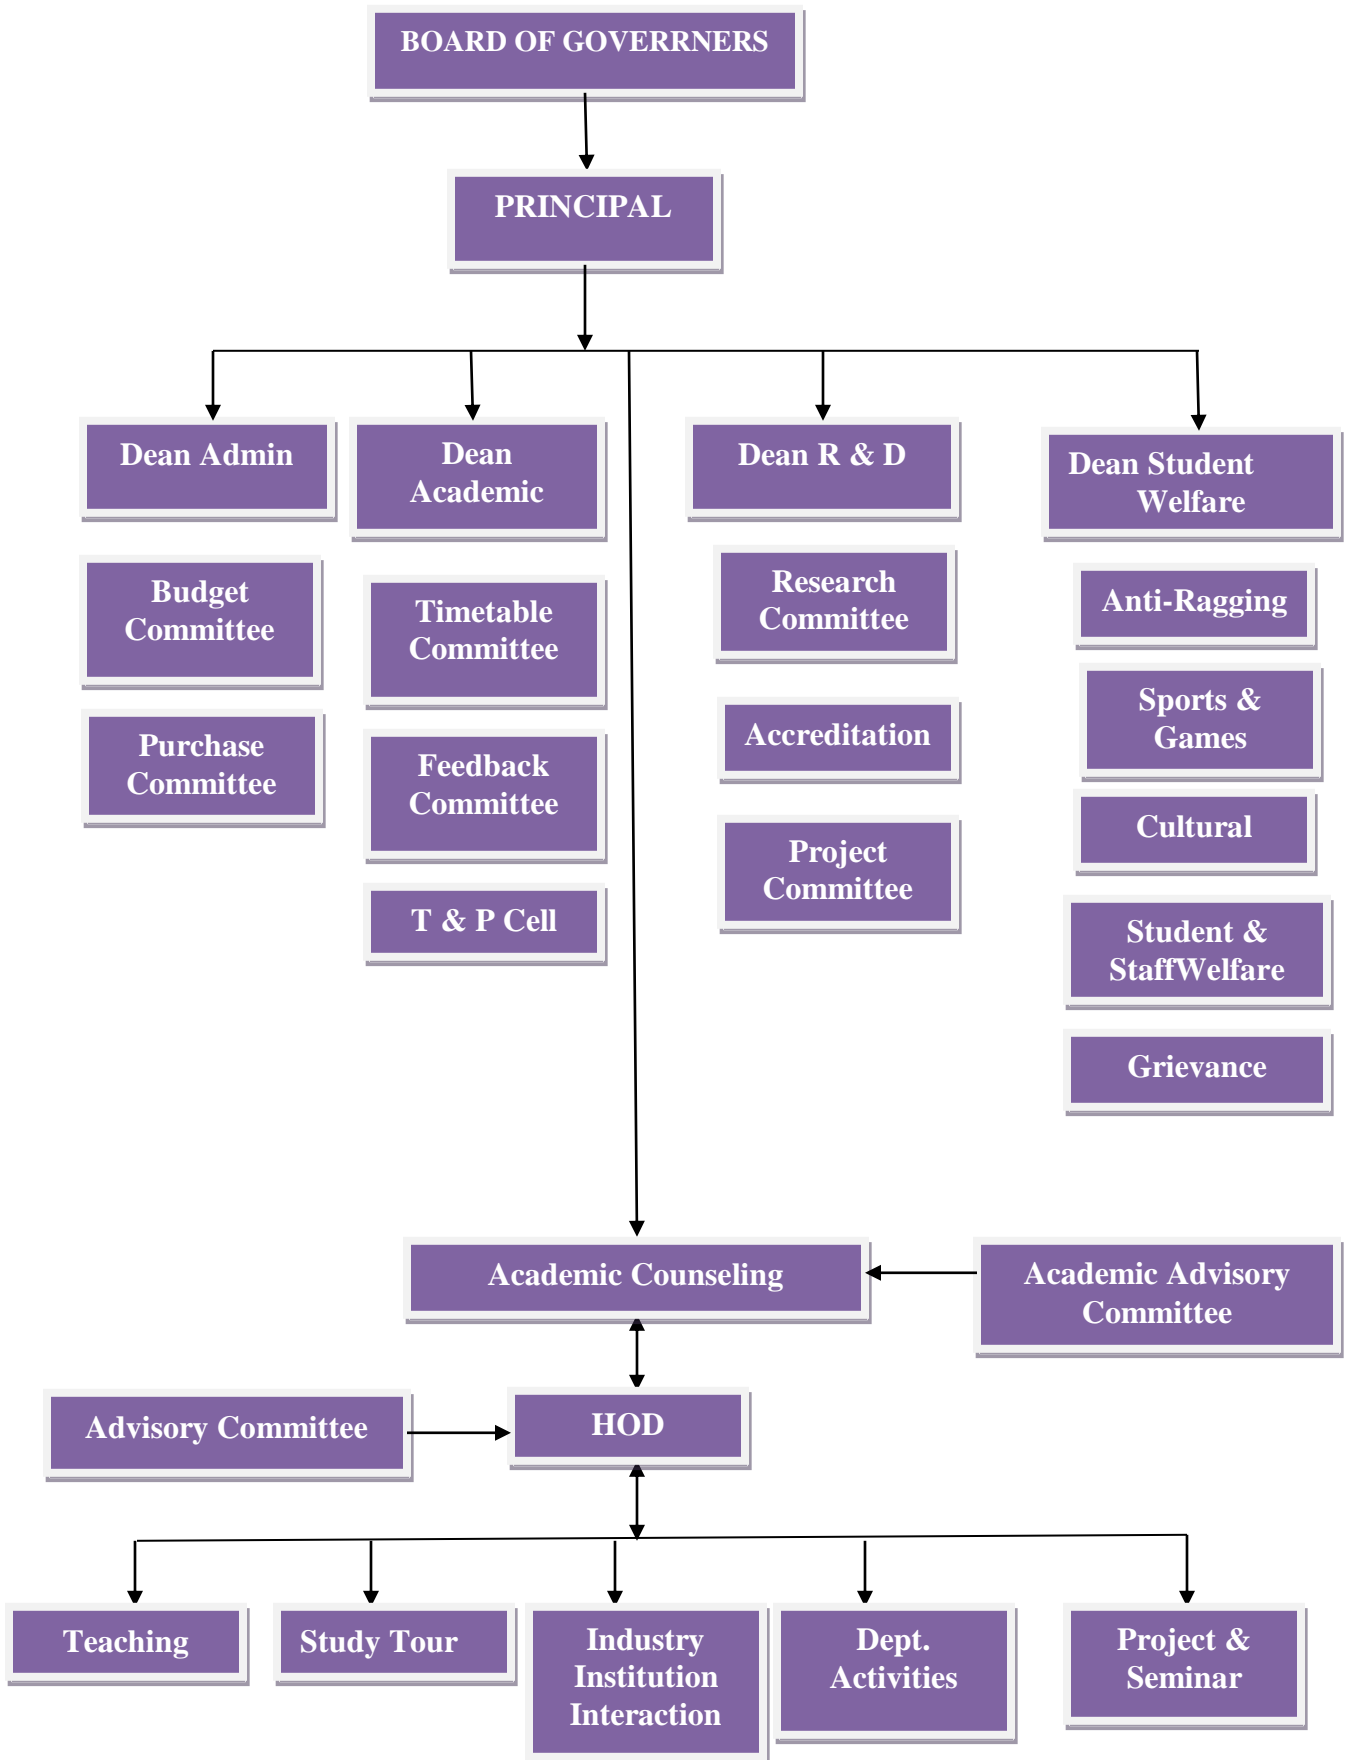 BOARD OF GOVERRNERS
PRINCIPAL
Dean Admin
Dean
Academic
Dean R & D
Dean Student
Welfare
Budget
Committee
Purchase
Committee
Timetable
Committee
Feedback
Committee
T & P Cell
Research
Committee
Accreditation
Project
Committee
Anti-Ragging
Sports &
Games
Cultural
Student &
StaffWelfare
Grievance
Academic Counseling
Academic Advisory
Committee
Advisory Committee
HOD
Teaching
Study Tour
Industry
Institution
Interaction
Dept.
Activities
Project &
Seminar